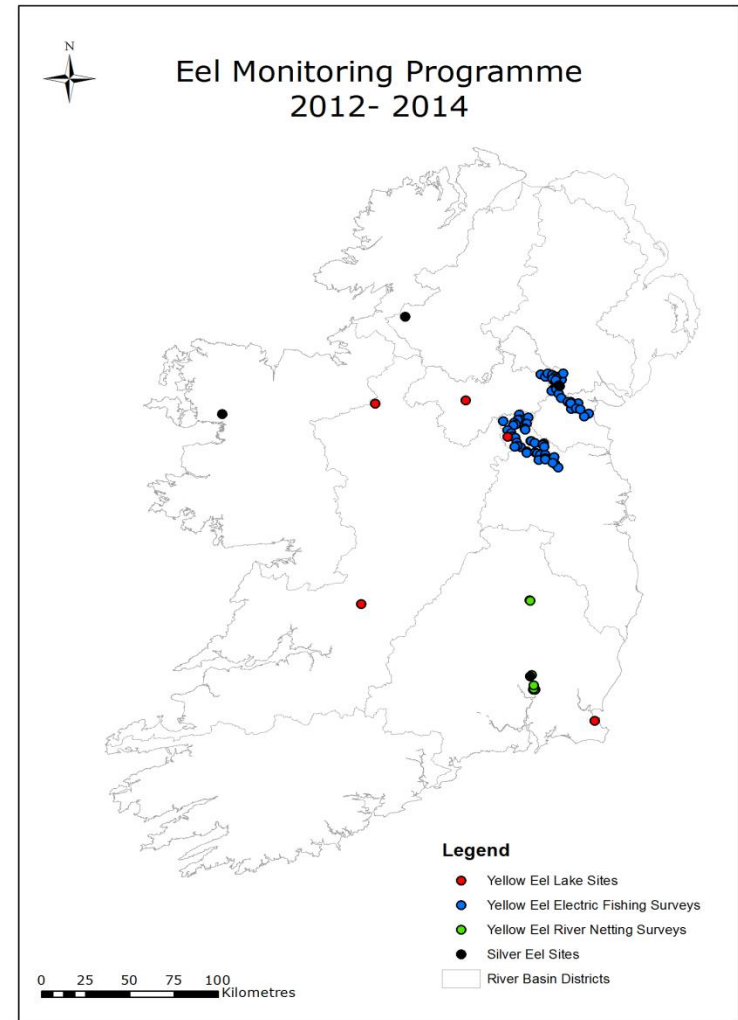 N
Eel Monitoring Programme
2012- 2014
Legend
Yellow Eel Lake Sites
Yellow Eel Electric Fishing Surveys
Yellow Eel River Netting Surveys
Silver Eel Sites
River Basin Districts
0 25 50 75 100
Kilometres